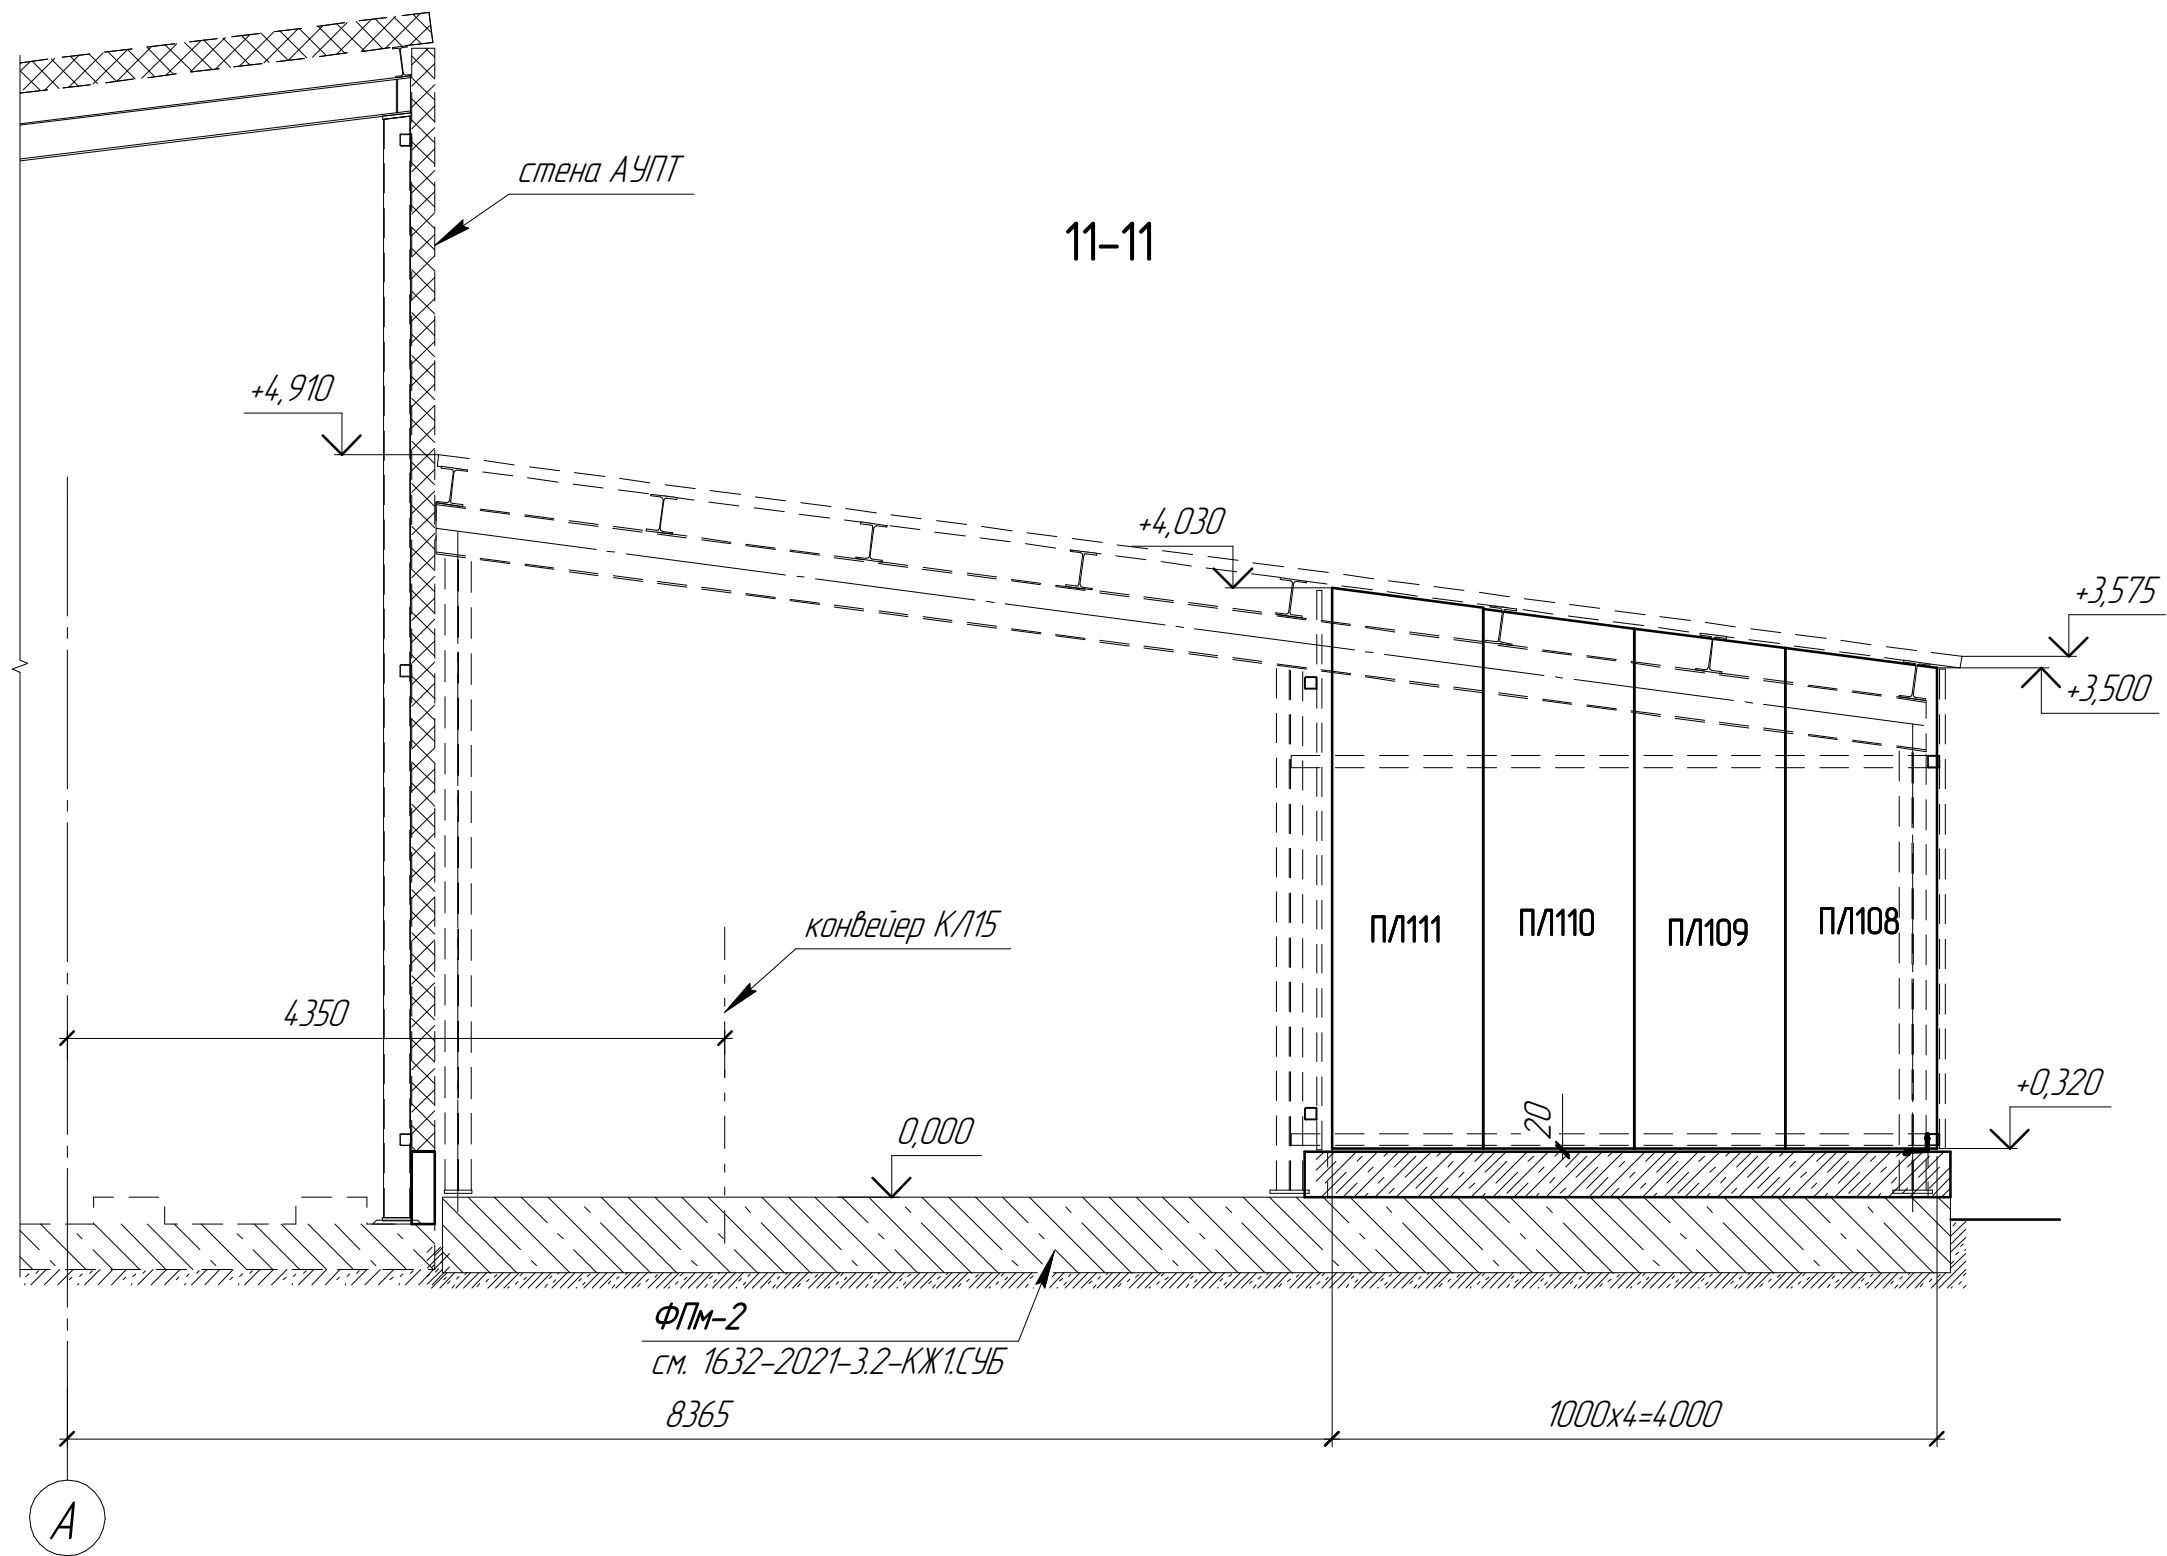 стена АУПТ
11-11
+4,910
+4,030
+3,575
+3,500
ПЛ111
ПЛ110
ПЛ109
ПЛ108
конвейер КЛ15
4350
0,000
20
+0,320
ФПм-2
см. 1632-2021-3.2-КЖ1.СУБ
8365
1000х4=4000
А